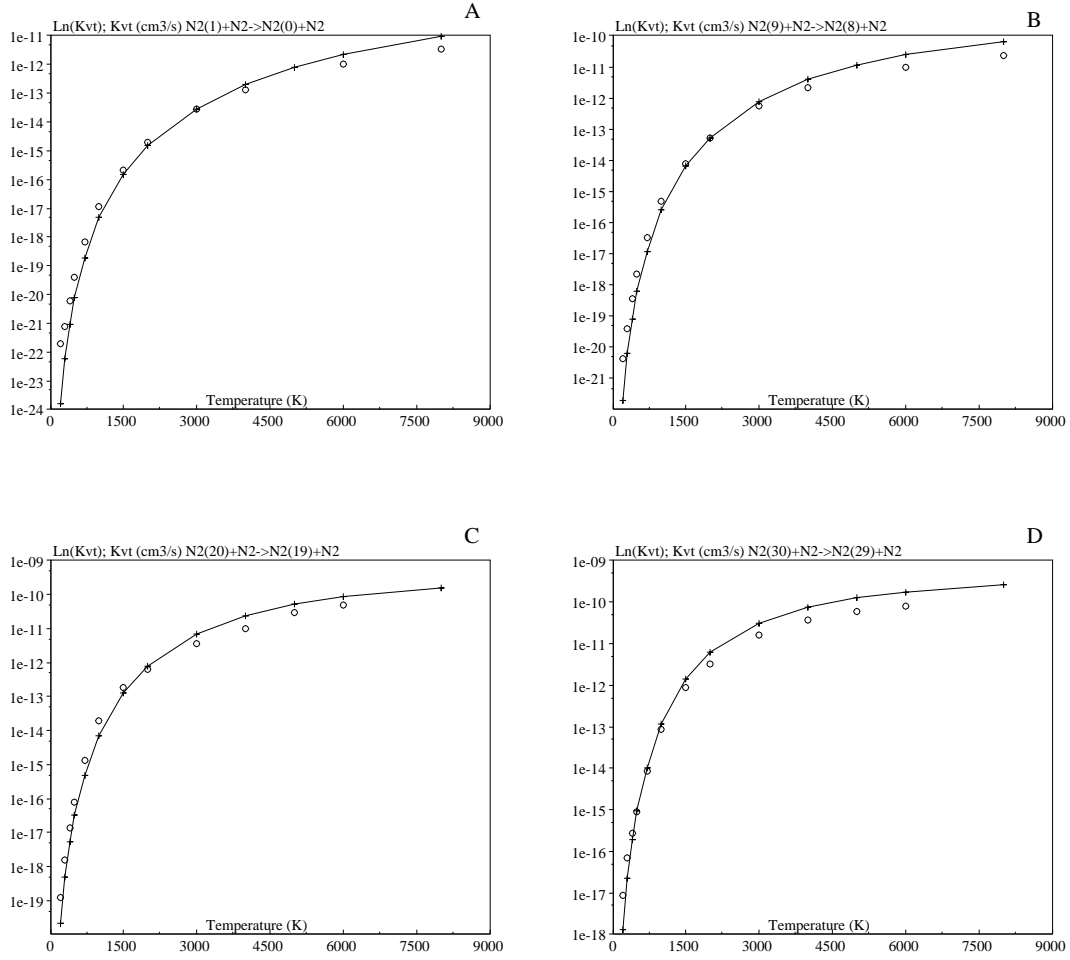 A
Ln(Kvt); Kvt (cm3/s) N2(1)+N2->N2(0)+N2
1e-11
1e-12
1e-13
1e-14
1e-15
1e-16
1e-17
1e-18
1e-19
1e-20
1e-21
1e-22
1e-23
1e-24
Temperature (K)
0 1500 3000 4500 6000 7500 9000
B
Ln(Kvt); Kvt (cm3/s) N2(9)+N2->N2(8)+N2
1e-10
1e-11
1e-12
1e-13
1e-14
1e-15
1e-16
1e-17
1e-18
1e-19
1e-20
1e-21
Temperature (K)
0 1500 3000 4500 6000 7500 9000
C
Ln(Kvt); Kvt (cm3/s) N2(20)+N2->N2(19)+N2
1e-09
1e-10
1e-11
1e-12
1e-13
1e-14
1e-15
1e-16
1e-17
1e-18
1e-19
Temperature (K)
0 1500 3000 4500 6000 7500 9000
D
Ln(Kvt); Kvt (cm3/s) N2(30)+N2->N2(29)+N2
1e-09
1e-10
1e-11
1e-12
1e-13
1e-14
1e-15
1e-16
1e-17
1e-18
Temperature (K)
0 1500 3000 4500 6000 7500 9000